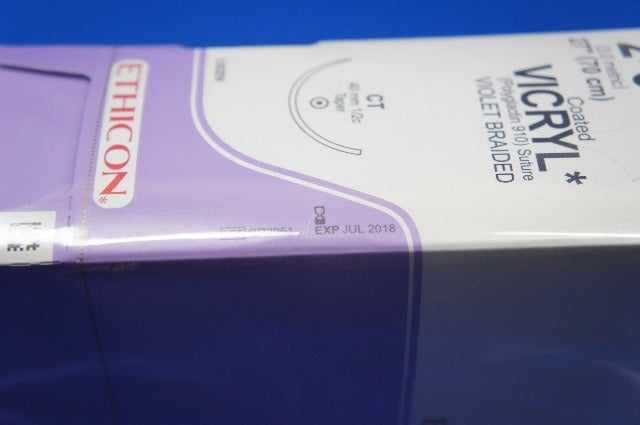 ETHICON*
CT
40 mm 1/2c
Taper
27" (70 cm)
Coated
VICRYL*
(Polyglactin 910) Suture
VIOLET BRAIDED
EXP JUL 2018